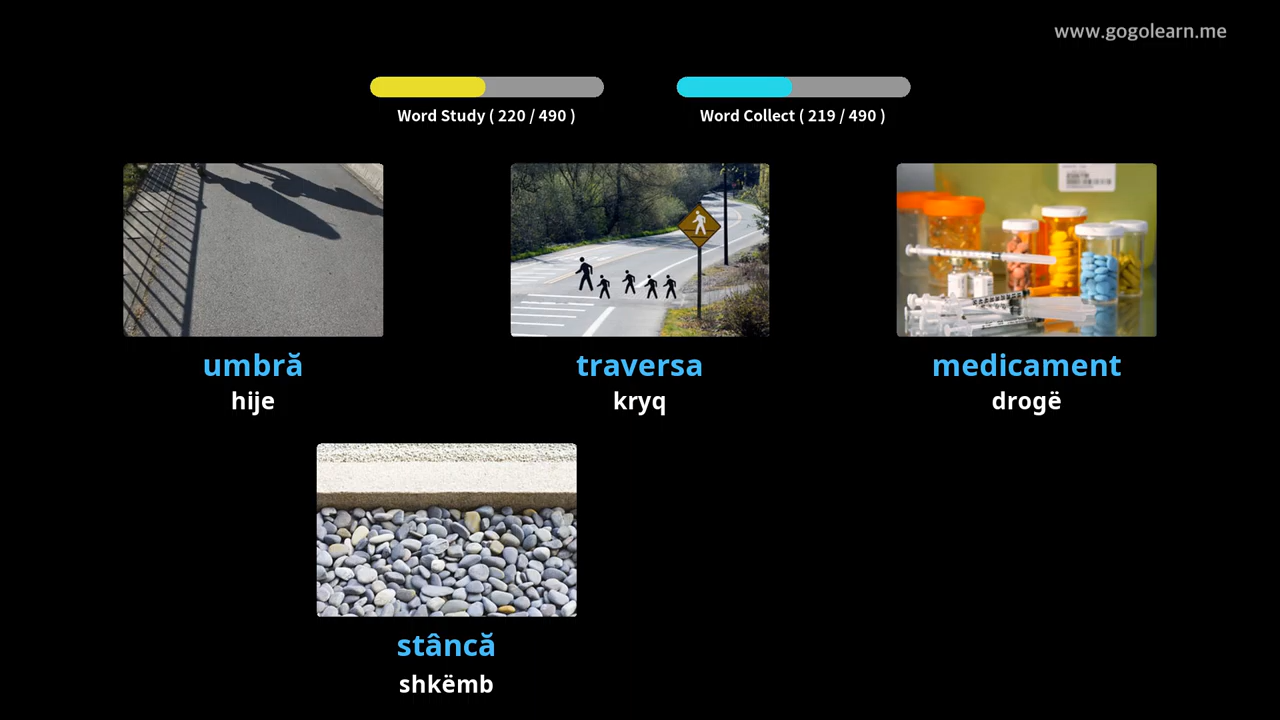 www.gogolearn.me
Word Study ( 220 / 490 )
Word Collect ( 219 / 490 )
umbră
hije
traversa
kryq
medicament
drogë
stâncă
shkëmb